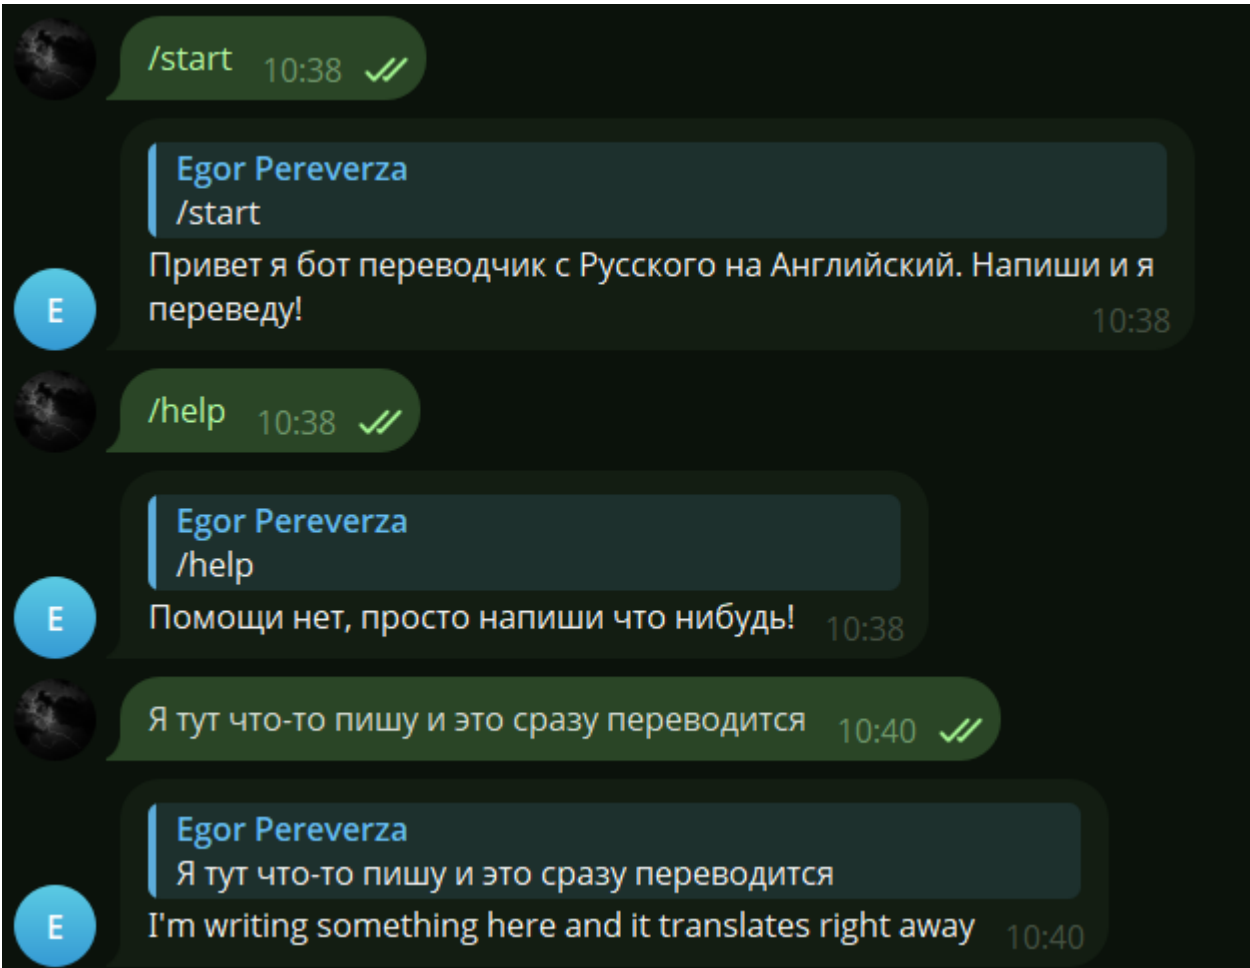 /start 10:38
Egor Pereverza
/start
Привет я бот переводчик с Русского на Английский. Напиши и я
переведу!
10:38
E
/help 10:38
Egor Pereverza
/help
Помощи нет, просто напиши что нибудь! 10:38
E
Я тут что-то пишу и это сразу переводится 10:40
Egor Pereverza
Я тут что-то пишу и это сразу переводится
I'm writing something here and it translates right away 10:40
E